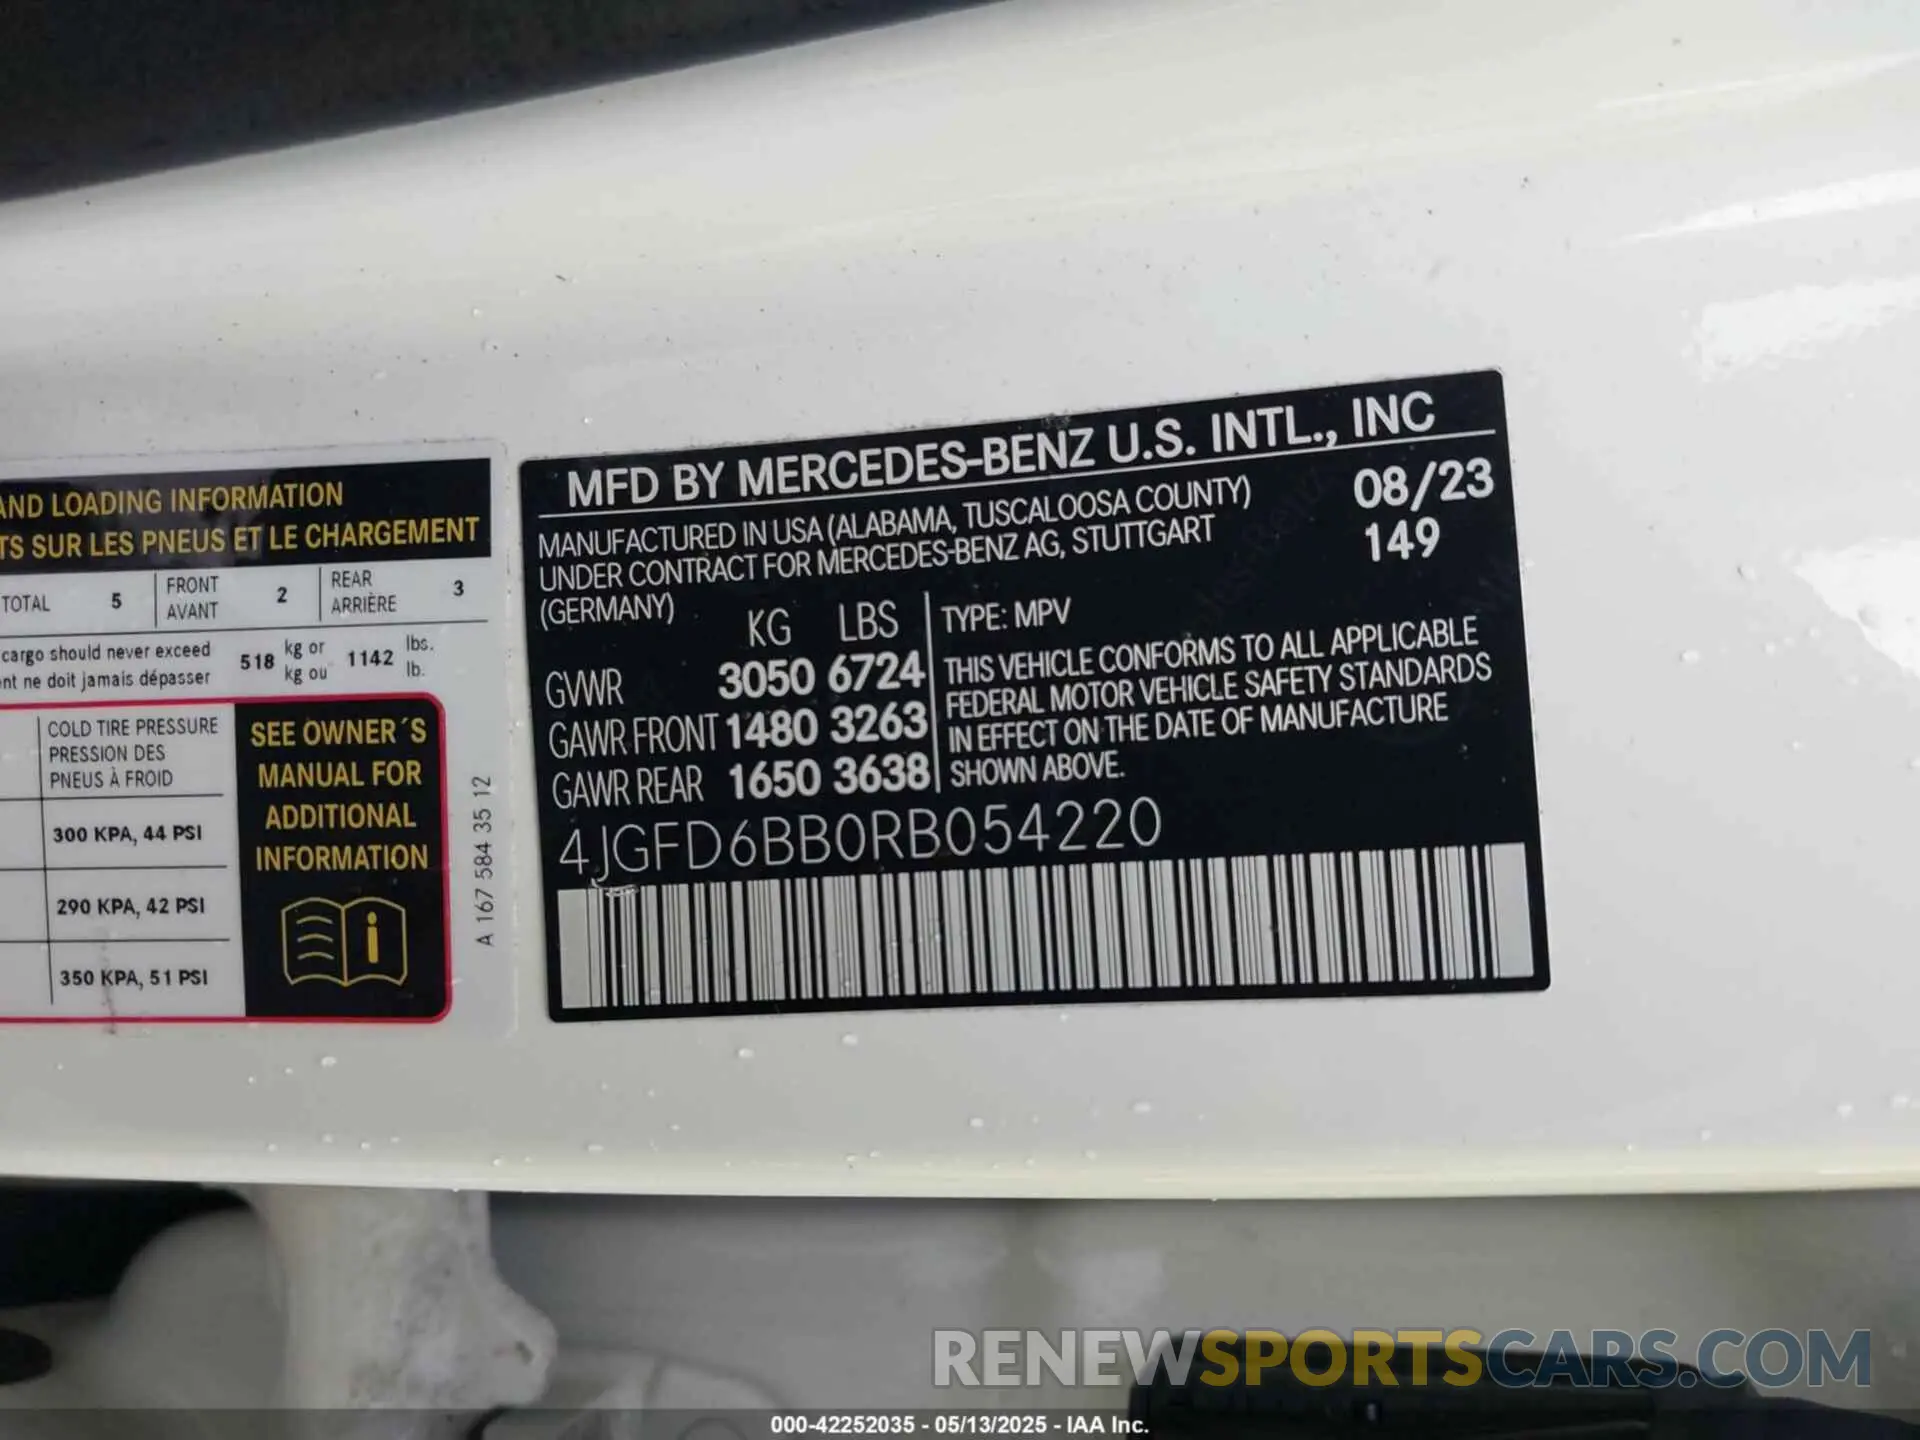 AND LOADING INFORMATION
TS SUR LES PNEUS ET LE CHARGEMENT
TOTAL 5 FRONT AVANT 2 REAR ARRIÈRE 3
cargo should never exceed
nt ne doit jamais dépasser
518 kg or kg ou 1142 lbs. lb.
COLD TIRE PRESSURE
PRESSION DES
PNEUS À FROID
300 KPA, 44 PSI
290 KPA, 42 PSI
350 KPA, 51 PSI
SEE OWNER´S
MANUAL FOR
ADDITIONAL
INFORMATION
A 167 584 35 12
MFD BY MERCEDES-BENZ U.S. INTL., INC
MANUFACTURED IN USA (ALABAMA, TUSCALOOSA COUNTY)
UNDER CONTRACT FOR MERCEDES-BENZ AG, STUTTGART
(GERMANY)
08/23
149
KG LBS
GVWR 3050 6724
GAWR FRONT 1480 3263
GAWR REAR 1650 3638
TYPE: MPV
THIS VEHICLE CONFORMS TO ALL APPLICABLE
FEDERAL MOTOR VEHICLE SAFETY STANDARDS
IN EFFECT ON THE DATE OF MANUFACTURE
SHOWN ABOVE.
4JGFD6BB0RB054220
RENEWSPORTSCARS.COM
000-42252035 - 05/13/2025 - IAA Inc.